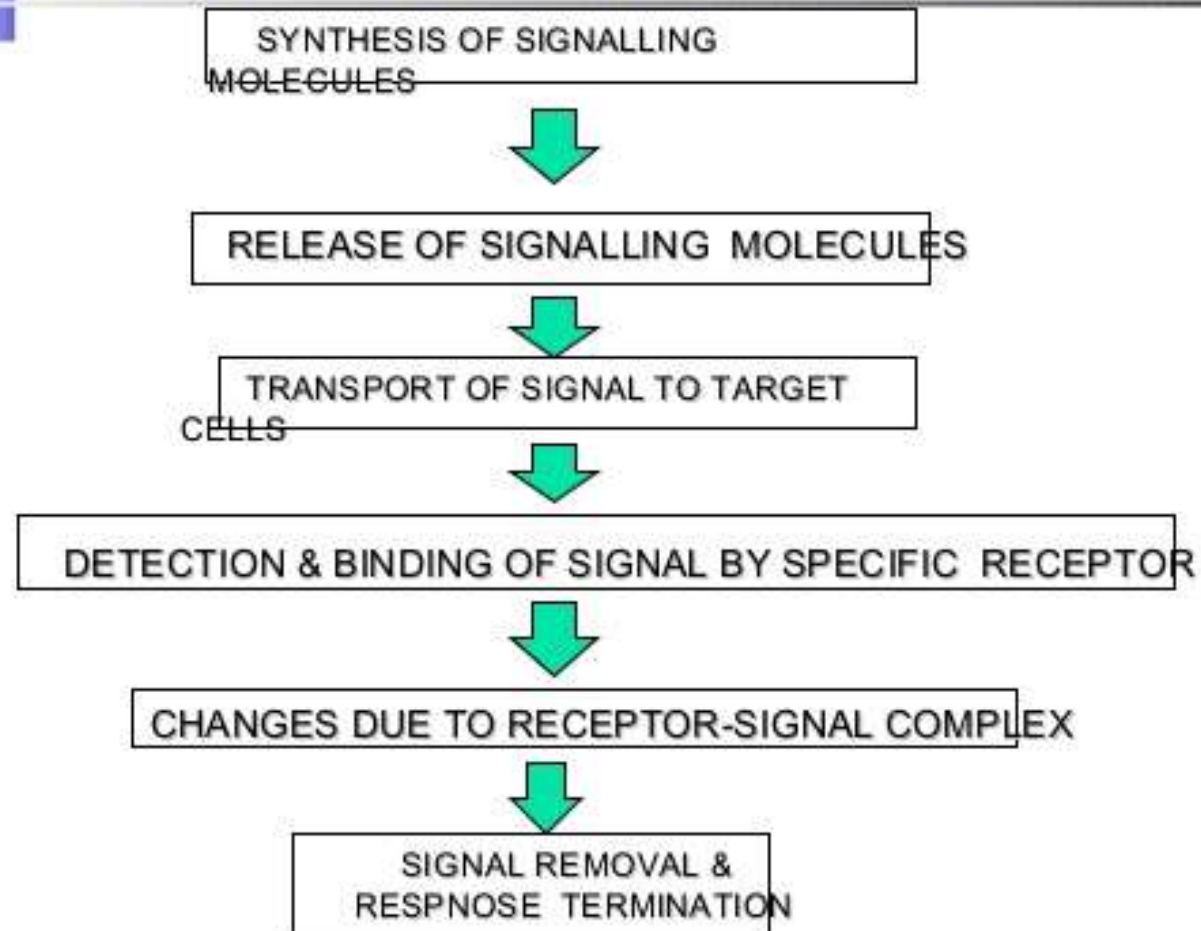 SYNTHESIS OF SIGNALLING
MOLECULES
RELEASE OF SIGNALLING MOLECULES
TRANSPORT OF SIGNAL TO TARGET
CELLS
DETECTION & BINDING OF SIGNAL BY SPECIFIC RECEPTOR
CHANGES DUE TO RECEPTOR-SIGNAL COMPLEX
SIGNAL REMOVAL &
RESPNOSE TERMINATION